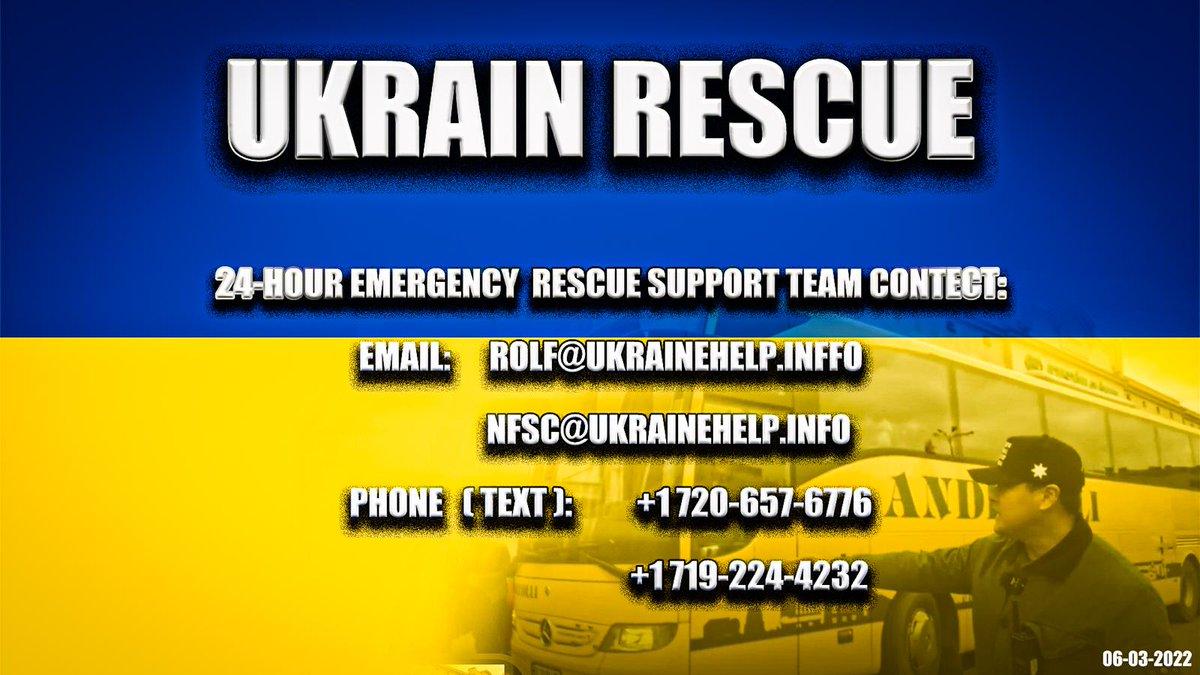 UKRAIN RESCUE
24-HOUR EMERGENCY RESCUE SUPPORT TEAM CONTECT:
EMAIL: ROLF@UKRAINEHELP.INFFO
NFSC@UKRAINEHELP.INFO
PHONE ( TEXT ): +1 720-657-6776
+1 719-224-4232
06-03-2022